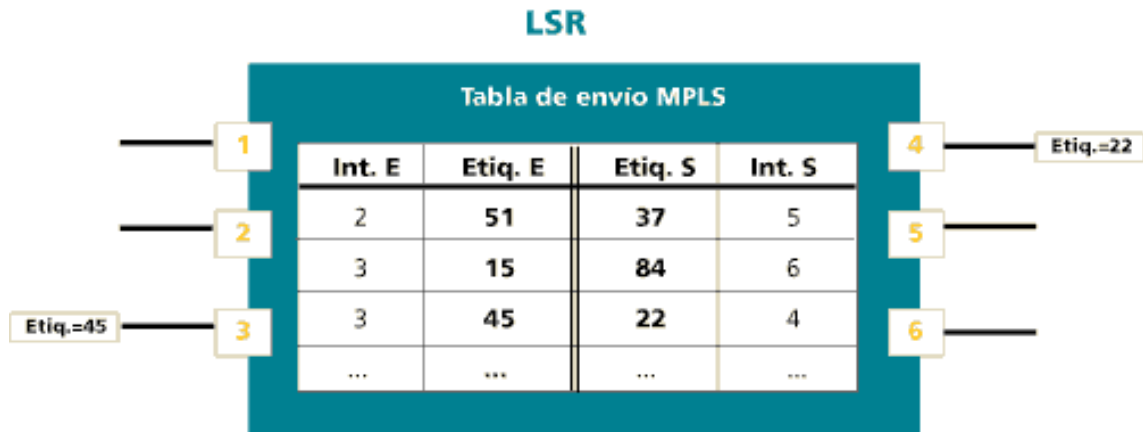 LSR
Tabla de envío MPLS
1
4
Etiq.=22
Int. E Etiq. E Etiq. S Int. S
2 51 37 5
2
5
3 15 84 6
3 45 22 4
Etiq.=45
3
6
... ... ... ...